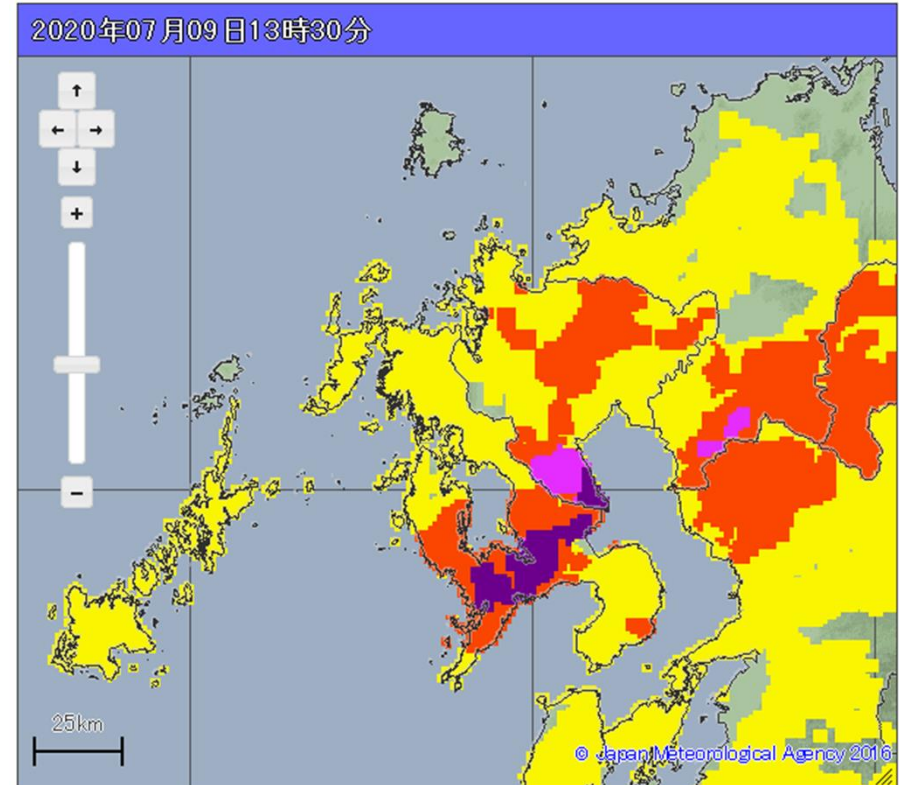 2020年07月09日13時30分
↑
← →
↓
+
−
25km
© Japan Meteorological Agency 2016